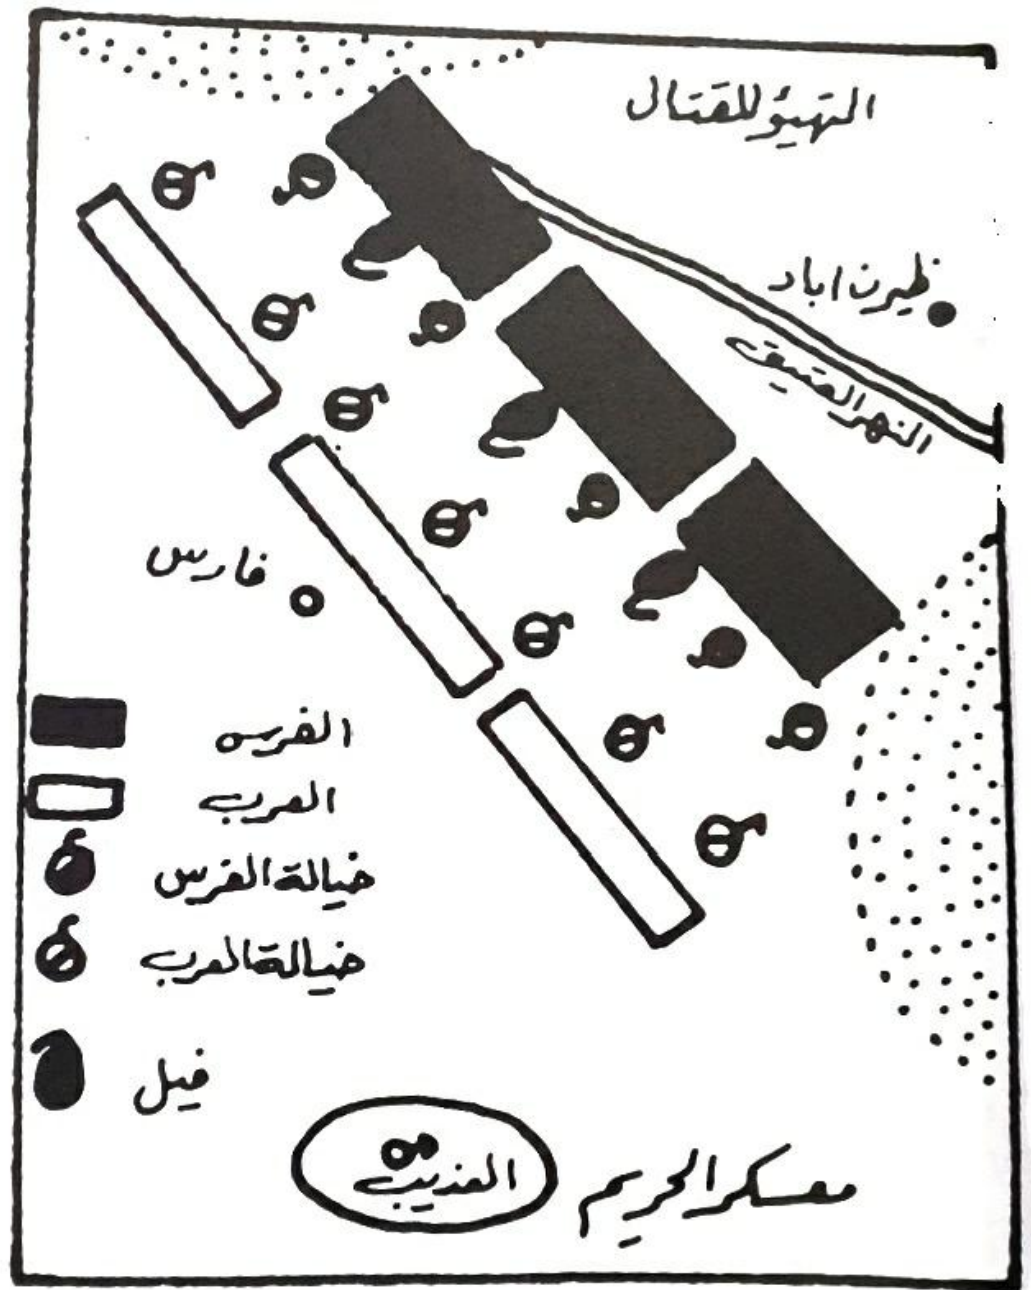 التهيؤ للقتال
ظيرن اباد
النهر العتيق
فارس
الفرس
العرب
خيالة الفرس
خيالة العرب
فيل
العذيب
معسكر الحريم